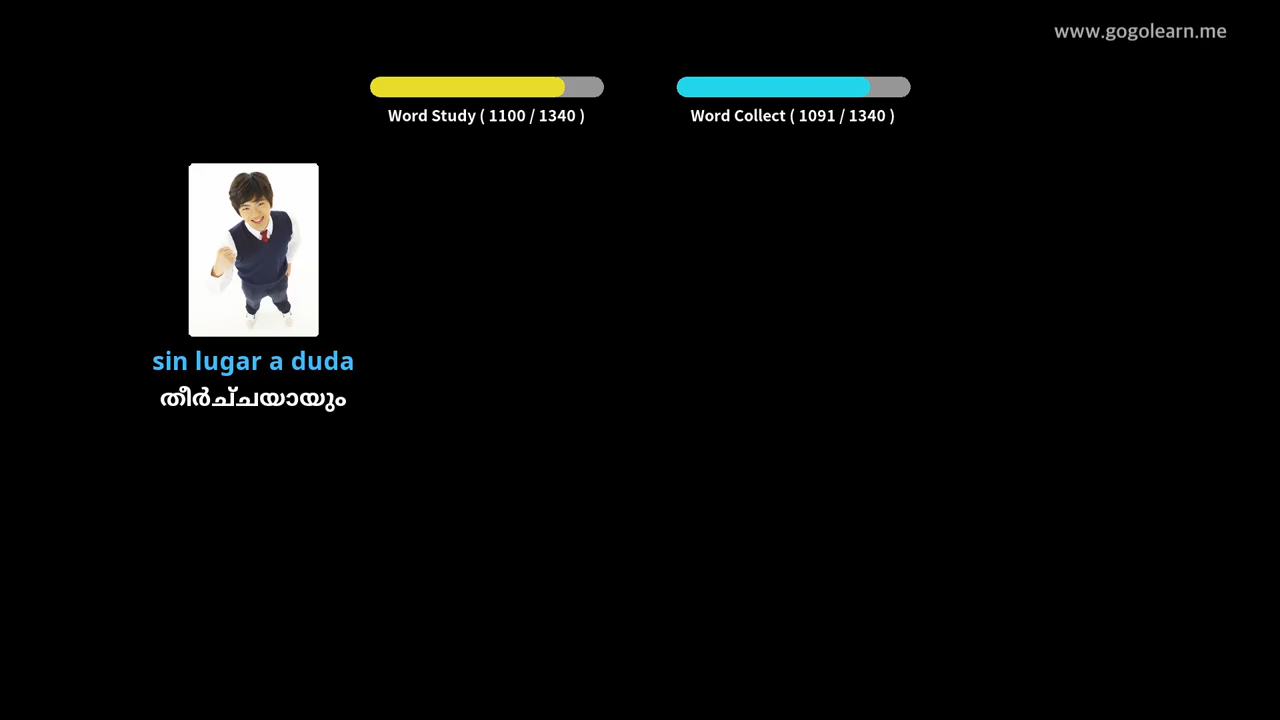 www.gogolearn.me
Word Study ( 1100 / 1340 )
Word Collect ( 1091 / 1340 )
sin lugar a duda
തീർച്ചയായും